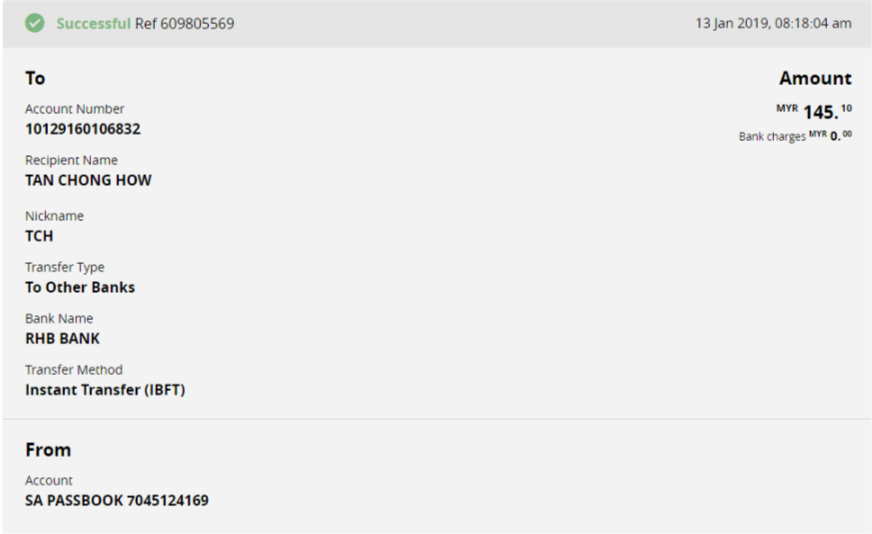 Successful Ref 609805569
13 Jan 2019, 08:18:04 am
To
Amount
Account Number
10129160106832
MYR 145.10
Bank charges MYR 0.00
Recipient Name
TAN CHONG HOW
Nickname
TCH
Transfer Type
To Other Banks
Bank Name
RHB BANK
Transfer Method
Instant Transfer (IBFT)
From
Account
SA PASSBOOK 7045124169